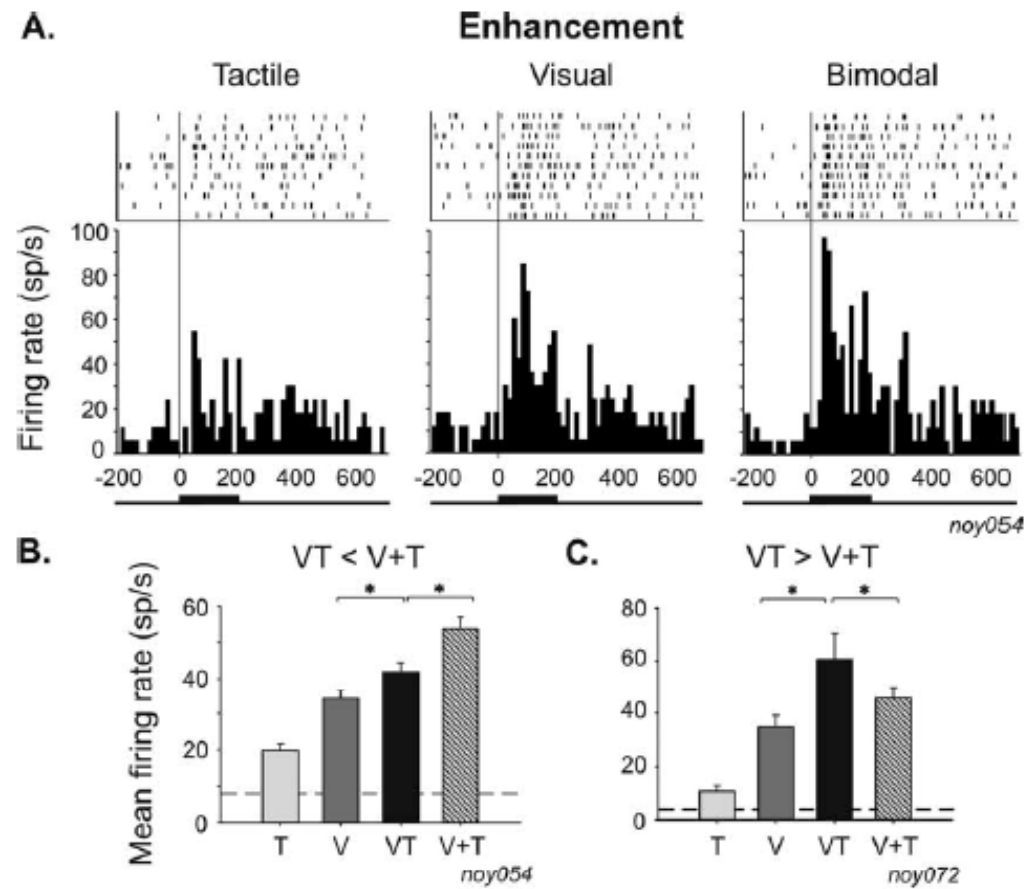 A. Enhancement
Tactile Visual Bimodal
Firing rate (sp/s)
100
80
60
40
20
0
-200 0 200 400 600 -200 0 200 400 600 -200 0 200 400 600
noy054
B. VT < V+T
Mean firing rate (sp/s)
* *
60
40
20
0
T V VT V+T
noy054
C. VT > V+T
* *
80
60
40
20
0
T V VT V+T
noy072